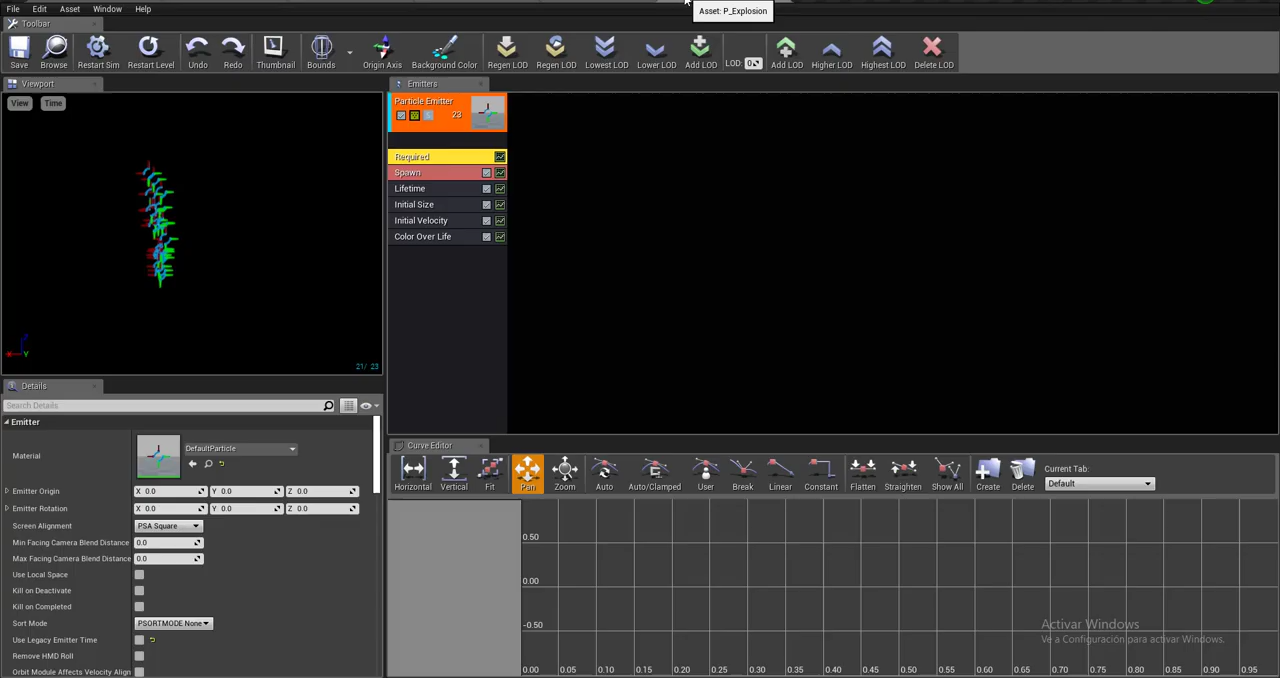 File Edit Asset Window Help
Asset: P_Explosion
Toolbar
Save Browse Restart Sim Restart Level Undo Redo Thumbnail Bounds Origin Axis Background Color Regen LOD Regen LOD Lowest LOD Lower LOD Add LOD LOD: 0 Add LOD Higher LOD Highest LOD Delete LOD
Viewport
View Time
21/ 23
Emitters
Particle Emitter
23
Required
Spawn
Lifetime
Initial Size
Initial Velocity
Color Over Life
Details
Search Details
Emitter
Material DefaultParticle
Emitter Origin X 0.0 Y 0.0 Z 0.0
Emitter Rotation X 0.0 Y 0.0 Z 0.0
Screen Alignment PSA Square
Min Facing Camera Blend Distance 0.0
Max Facing Camera Blend Distance 0.0
Use Local Space
Kill on Deactivate
Kill on Completed
Sort Mode PSORTMODE None
Use Legacy Emitter Time
Remove HMD Roll
Orbit Module Affects Velocity Align
Curve Editor
Horizontal Vertical Fit Pan Zoom Auto Auto/Clamped User Break Linear Constant Flatten Straighten Show All Create Delete
Current Tab:
Default
0.50
0.00
-0.50
0.00 0.05 0.10 0.15 0.20 0.25 0.30 0.35 0.40 0.45 0.50 0.55 0.60 0.65 0.70 0.75 0.80 0.85 0.90 0.95
Activar Windows
Ve a Configuración para activar Windows.